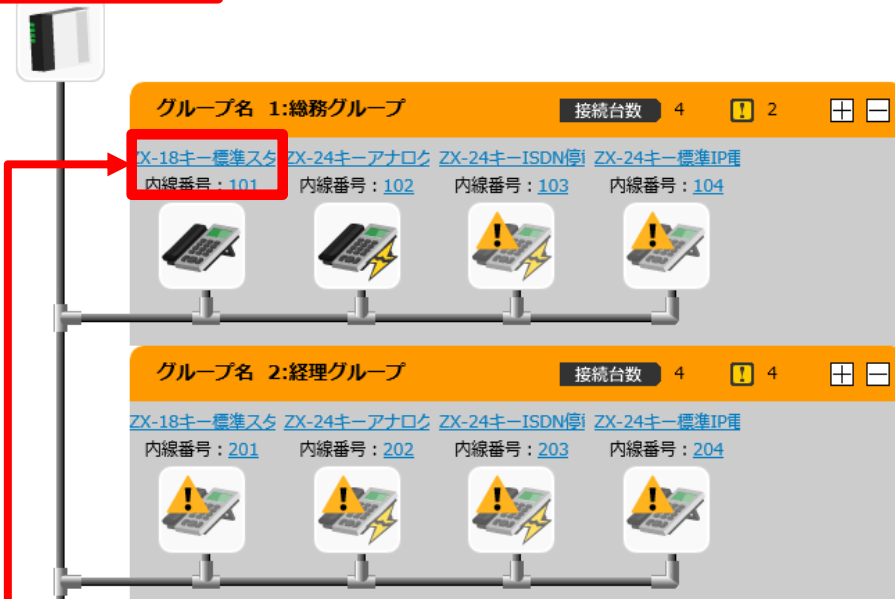 グループ名 1:総務グループ 接続台数 4 ! 2
ZX-18キー標準スタ ZX-24キーアナログ ZX-24キーISDN停 ZX-24キー標準IP電
内線番号：101 内線番号：102 内線番号：103 内線番号：104
グループ名 2:経理グループ 接続台数 4 ! 4
ZX-18キー標準スタ ZX-24キーアナログ ZX-24キーISDN停 ZX-24キー標準IP電
内線番号：201 内線番号：202 内線番号：203 内線番号：204